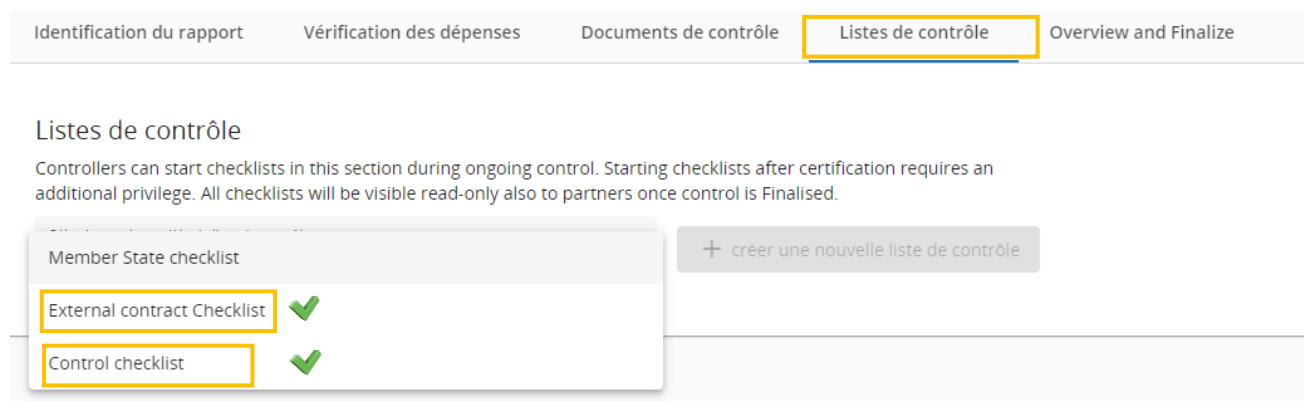 Identification du rapport Vérification des dépenses Documents de contrôle Listes de contrôle Overview and Finalize
Listes de contrôle
Controllers can start checklists in this section during ongoing control. Starting checklists after certification requires an
additional privilege. All checklists will be visible read-only also to partners once control is Finalised.
Member State checklist
+ créer une nouvelle liste de contrôle
External contract Checklist
Control checklist